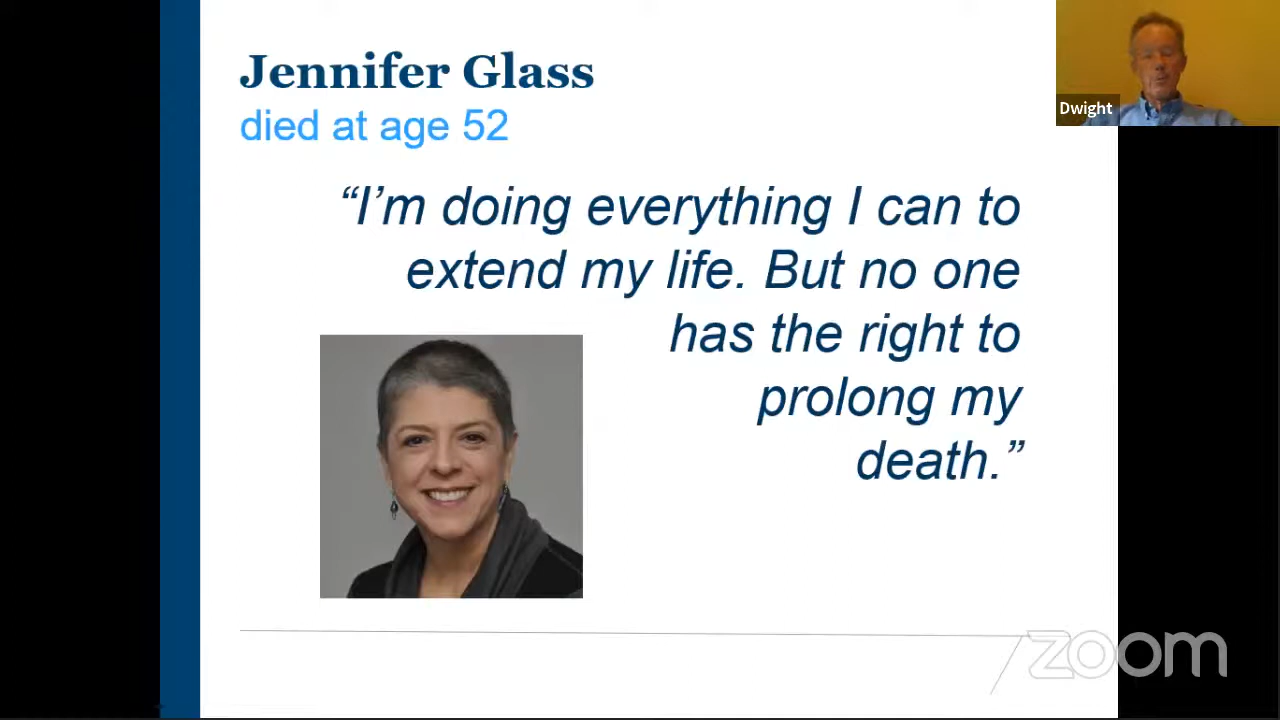 Jennifer Glass
died at age 52
“I’m doing everything I can to
extend my life. But no one
has the right to
prolong my
death.”
Dwight
zoom